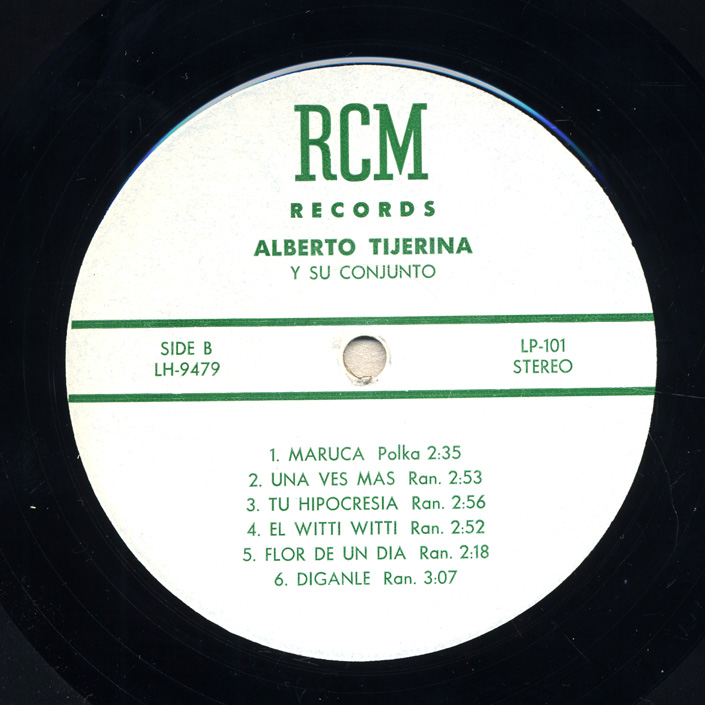 RCM
RECORDS
ALBERTO TIJERINA
Y SU CONJUNTO
SIDE B
LH-9479
LP-101
STEREO
1. MARUCA Polka 2:35
2. UNA VES MAS Ran. 2:53
3. TU HIPOCRESIA Ran. 2:56
4. EL WITTI WITTI Ran. 2:52
5. FLOR DE UN DIA Ran. 2:18
6. DIGANLE Ran. 3:07